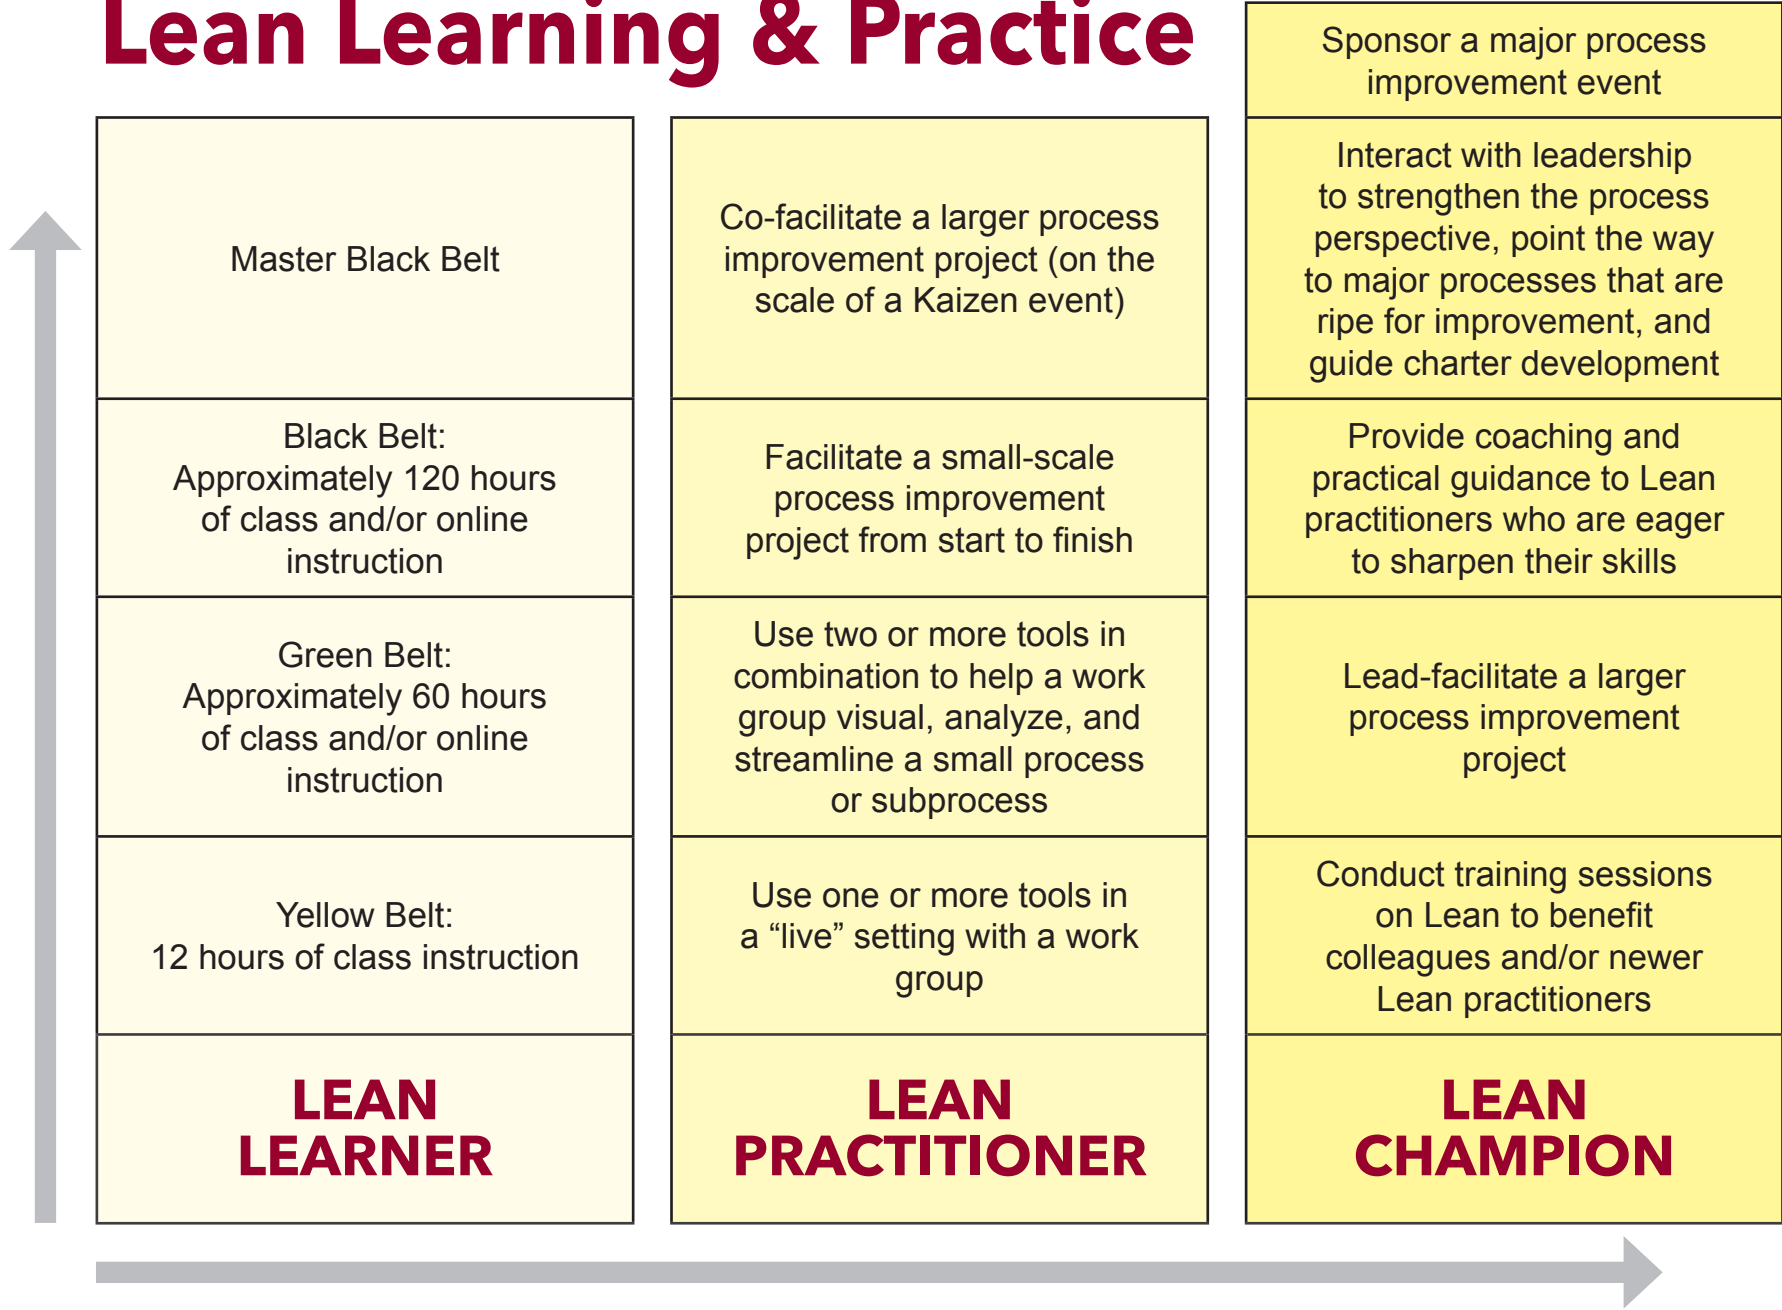 Lean Learning & Practice
Master Black Belt
Black Belt:
Approximately 120 hours
of class and/or online
instruction
Green Belt:
Approximately 60 hours
of class and/or online
instruction
Yellow Belt:
12 hours of class instruction
LEAN
LEARNER
Co-facilitate a larger process
improvement project (on the
scale of a Kaizen event)
Facilitate a small-scale
process improvement
project from start to finish
Use two or more tools in
combination to help a work
group visual, analyze, and
streamline a small process
or subprocess
Use one or more tools in
a “live” setting with a work
group
LEAN
PRACTITIONER
Sponsor a major process
improvement event
Interact with leadership
to strengthen the process
perspective, point the way
to major processes that are
ripe for improvement, and
guide charter development
Provide coaching and
practical guidance to Lean
practitioners who are eager
to sharpen their skills
Lead-facilitate a larger
process improvement
project
Conduct training sessions
on Lean to benefit
colleagues and/or newer
Lean practitioners
LEAN
CHAMPION